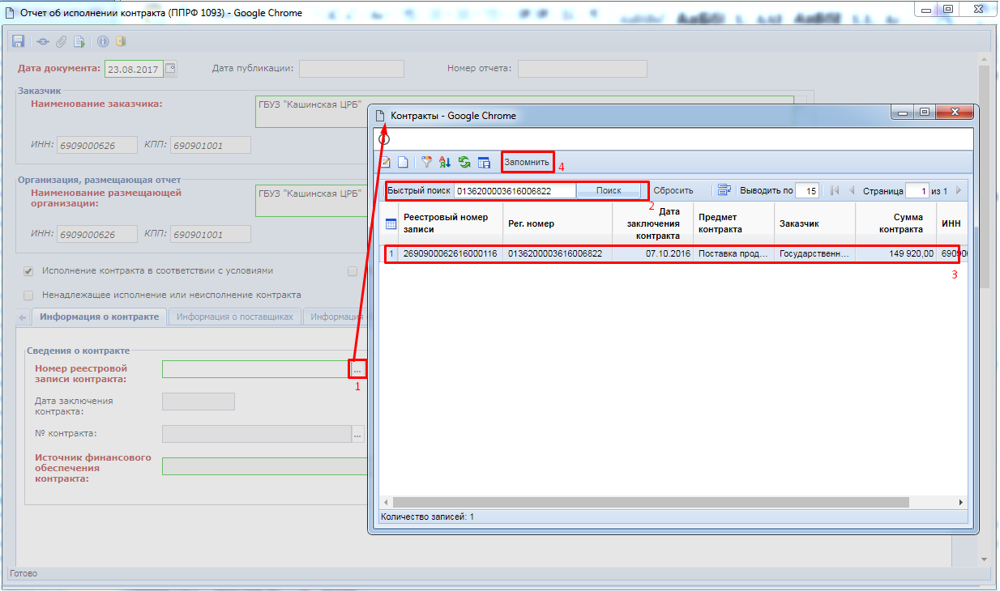 Отчет об исполнении контракта (ППРФ 1093) - Google Chrome
Дата документа: 23.08.2017 Дата публикации: Номер отчета:
Заказчик
Наименование заказчика: ГБУЗ "Кашинская ЦРБ"
ИНН: 6909000626 КПП: 690901001
Организация, размещающая отчет
Наименование размещающей организации: ГБУЗ "Кашинская ЦРБ"
ИНН: 6909000626 КПП: 690901001
Исполнение контракта в соответствии с условиями
Ненадлежащее исполнение или неисполнение контракта
Информация о контракте Информация о поставщиках Информация
Сведения о контракте
Номер реестровой
записи контракта: ...
1
Дата заключения
контракта:
№ контракта: ...
Источник финансового
обеспечения
контракта:
Готово
Контракты - Google Chrome
Запомнить 4
Быстрый поиск 0136200003616006822 Поиск 2 Сбросить Выводить по 15 Страница 1 из 1
Реестровый номер записи Рег. номер Дата заключения контракта Предмет контракта Заказчик Сумма контракта ИНН
1 2690900062616000116 0136200003616006822 07.10.2016 Поставка прод... Государственн... 149 920,00 69090
3
Количество записей: 1